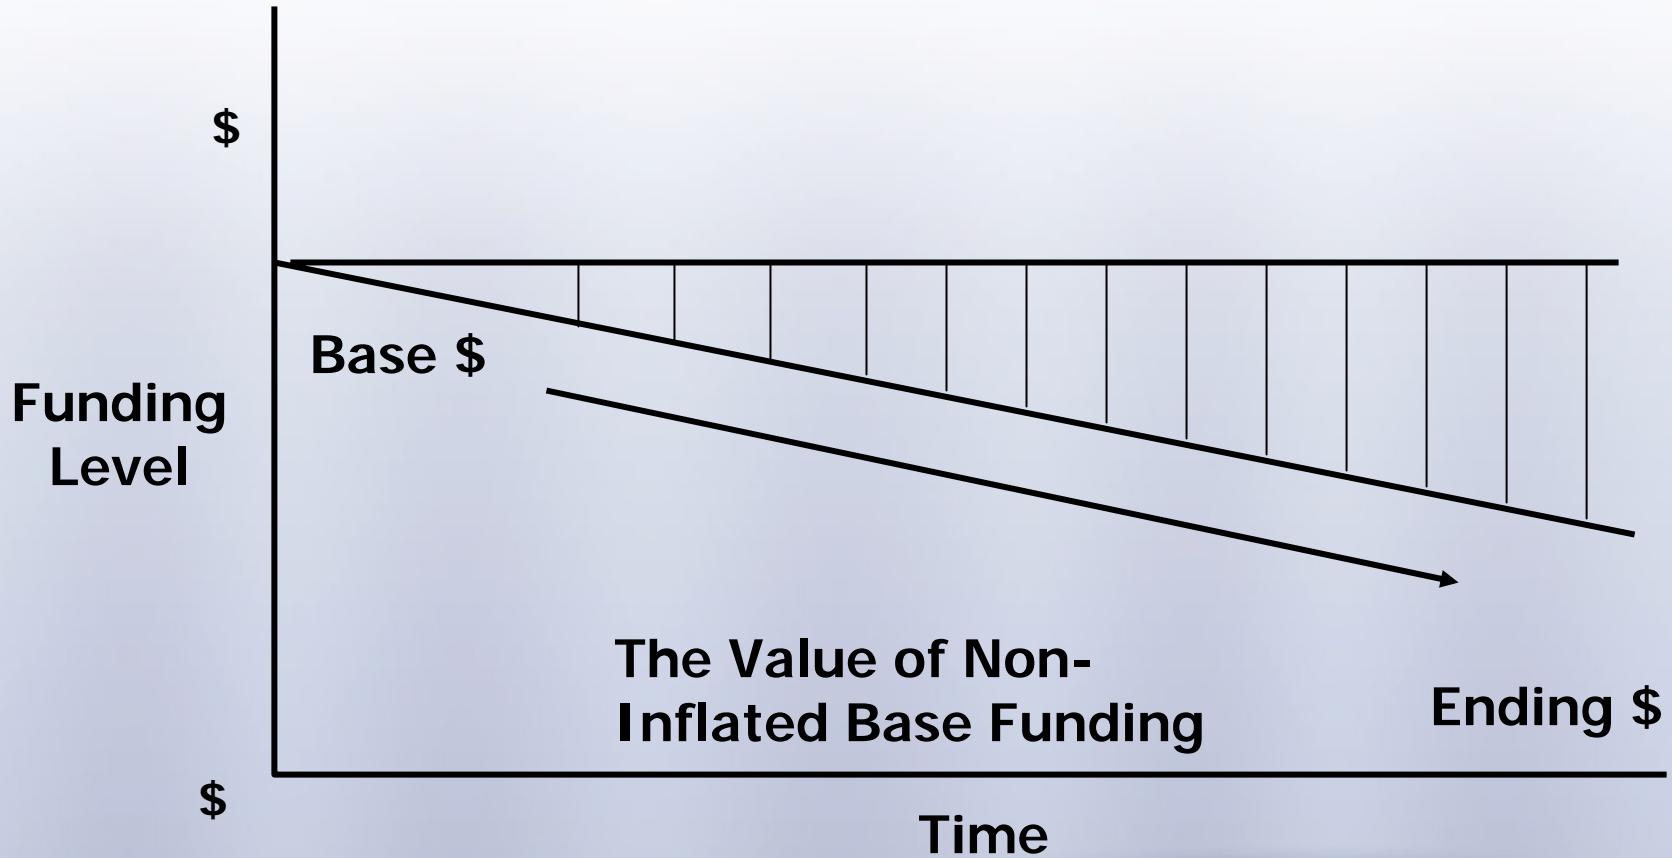 $
Base $
Funding
Level
The Value of Non-
Inflated Base Funding
Ending $
$
Time